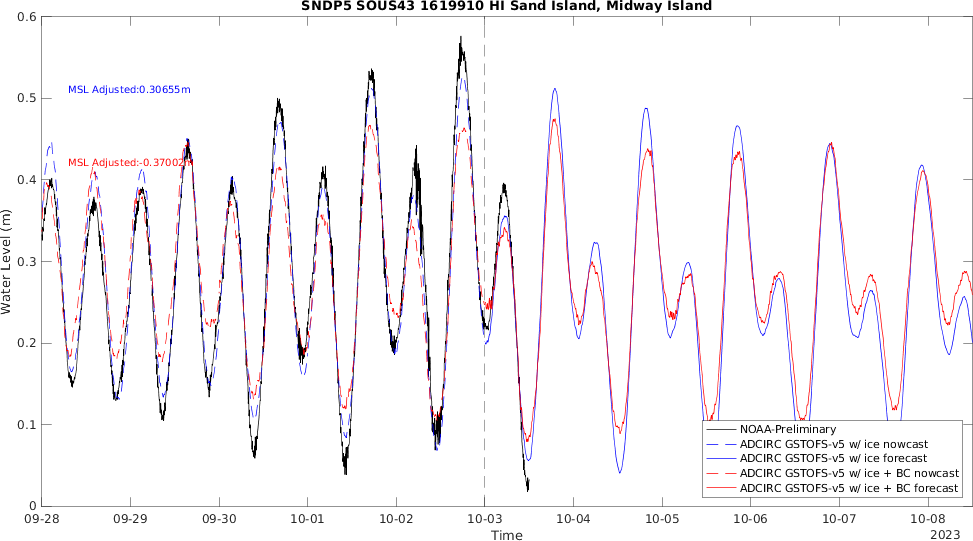 SNDP5 SOUS43 1619910 HI Sand Island, Midway Island
0.6
0.5
0.4
0.3
0.2
0.1
0
Water Level (m)
MSL Adjusted:0.30655m
MSL Adjusted:-0.37002m
NOAA-Preliminary
ADCIRC GSTOFS-v5 w/ ice nowcast
ADCIRC GSTOFS-v5 w/ ice forecast
ADCIRC GSTOFS-v5 w/ ice + BC nowcast
ADCIRC GSTOFS-v5 w/ ice + BC forecast
09-28 09-29 09-30 10-01 10-02 10-03 10-04 10-05 10-06 10-07 10-08
2023
Time